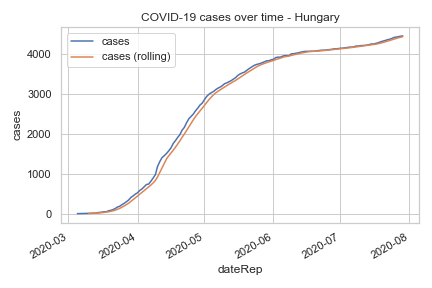 COVID-19 cases over time - Hungary
cases
cases (rolling)
4000
3000
2000
1000
0
cases
2020-03
2020-04
2020-05
2020-06
2020-07
2020-08
dateRep